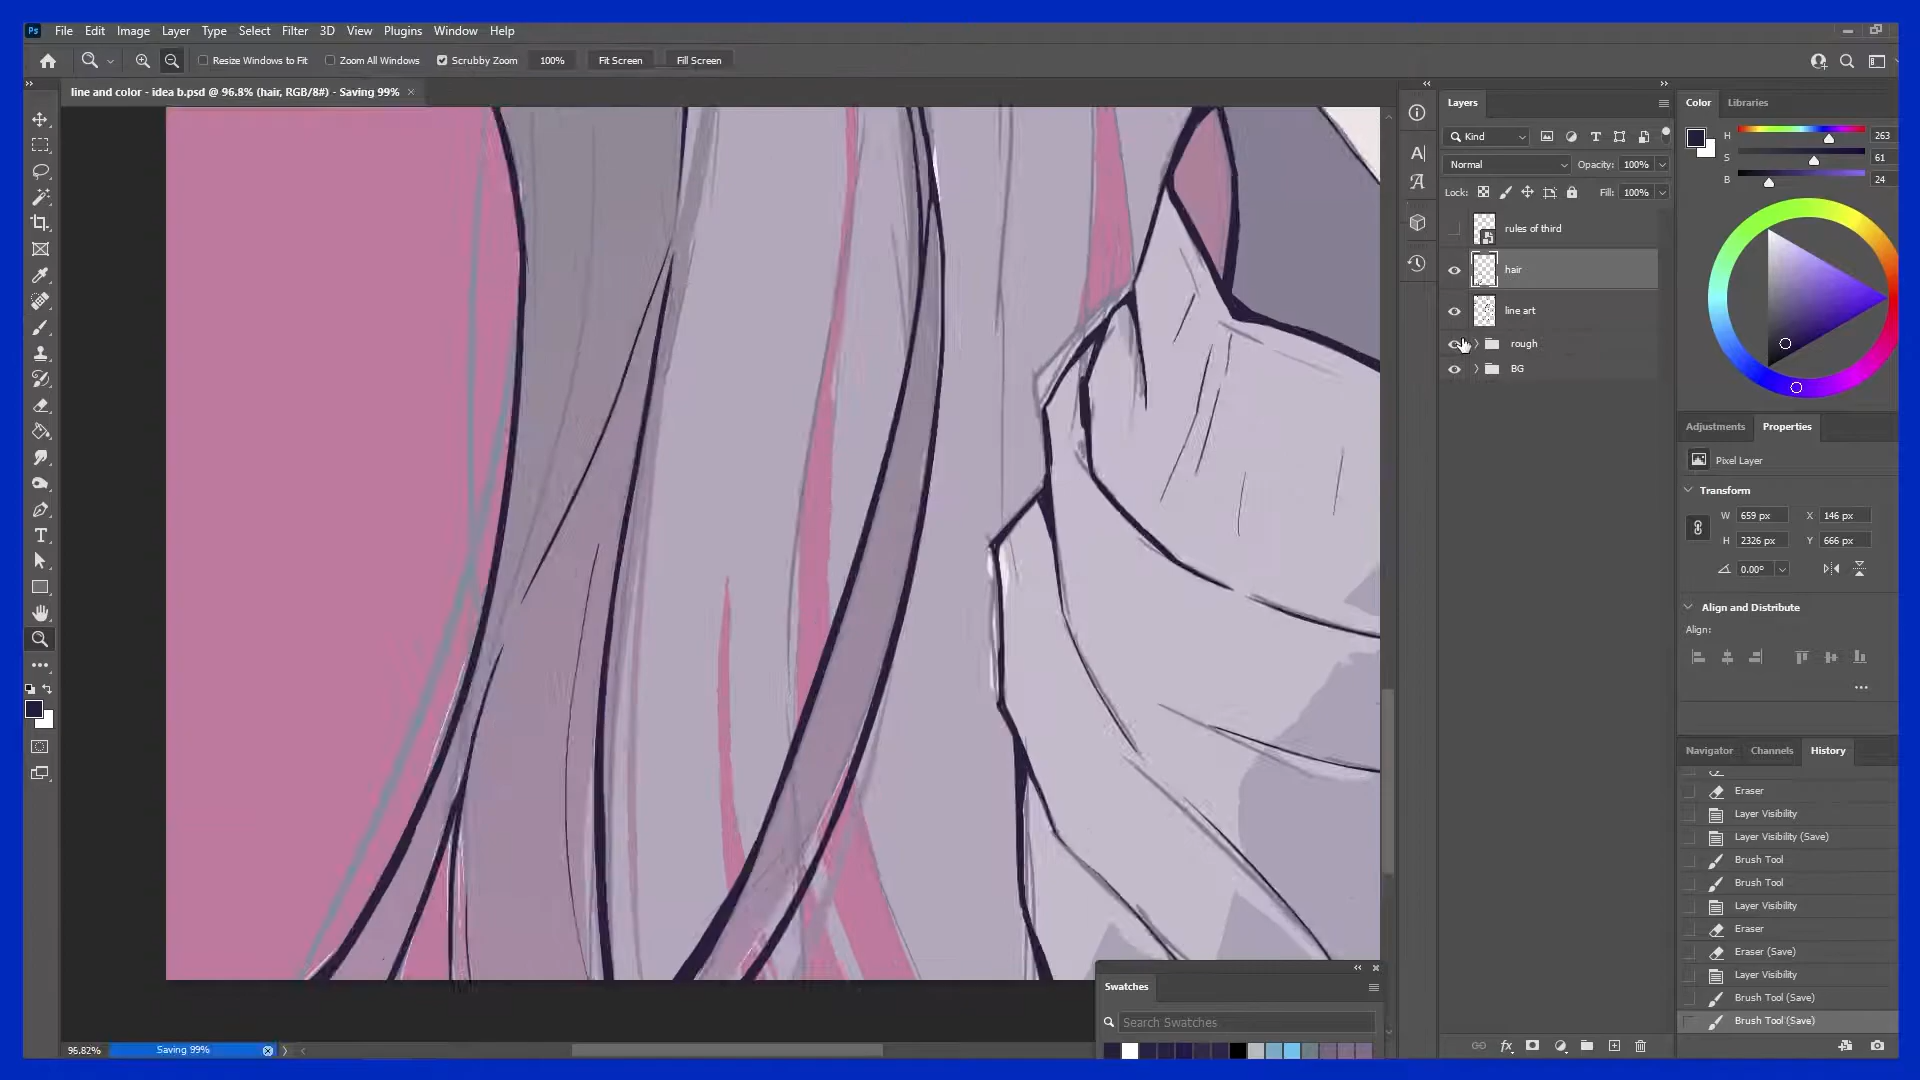 Ps File Edit Image Layer Type Select Filter 3D View Plugins Window Help
Resize Windows to Fit Zoom All Windows Scrubby Zoom 100% Fit Screen Fill Screen
line and color - idea b.psd @ 96.8% (hair, RGB/8#) - Saving 99% ×
Layers
Kind
Normal Opacity: 100%
Lock: Fill: 100%
rules of third
hair
line art
rough
BG
Color Libraries
H 263
S 61
B 24
Adjustments Properties
Pixel Layer
Transform
W 659 px X 146 px
H 2326 px Y 666 px
0.00°
Align and Distribute
Align:
Navigator Channels History
Eraser
Layer Visibility
Layer Visibility (Save)
Brush Tool
Brush Tool
Layer Visibility
Eraser
Eraser (Save)
Layer Visibility
Brush Tool (Save)
Brush Tool (Save)
Swatches
Search Swatches
96.82% Saving 99%